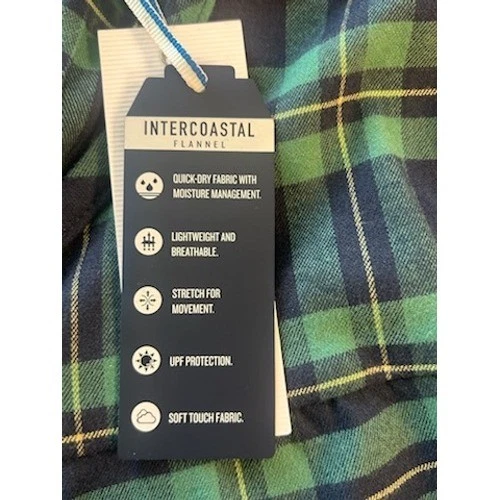 INTERCOASTAL
FLANNEL
QUICK-DRY FABRIC WITH
MOISTURE MANAGEMENT.
LIGHTWEIGHT AND
BREATHABLE.
STRETCH FOR
MOVEMENT.
UPF PROTECTION.
SOFT TOUCH FABRIC.